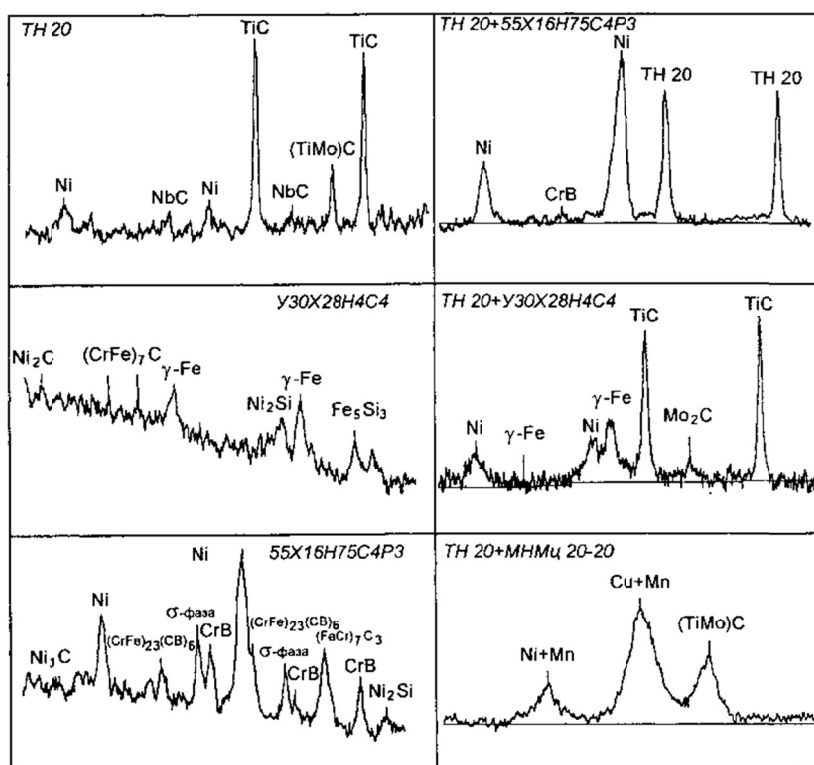 ТН 20
TiC
TiC
(TiMo)C
Ni
NbC
Ni
NbC
ТН 20+55Х16Н75С4Р3
Ni
ТН 20
ТН 20
Ni
CrB
У30Х28Н4С4
Ni₂C
(CrFe)₇C
γ-Fe
Ni₂Si
γ-Fe
Fe₅Si₃
ТН 20+У30Х28Н4С4
TiC
TiC
Ni
γ-Fe
Ni
γ-Fe
Mo₂C
55Х16Н75С4Р3
Ni
Ni
σ-фаза
(CrFe)₂₃(CB)₆
CrB
(CrFe)₂₃(CB)₆
σ-фаза
(FeCr)₇C₃
CrB
CrB
Ni₃C
Ni₂Si
ТН 20+МНМц 20-20
Cu+Mn
(TiMo)C
Ni+Mn